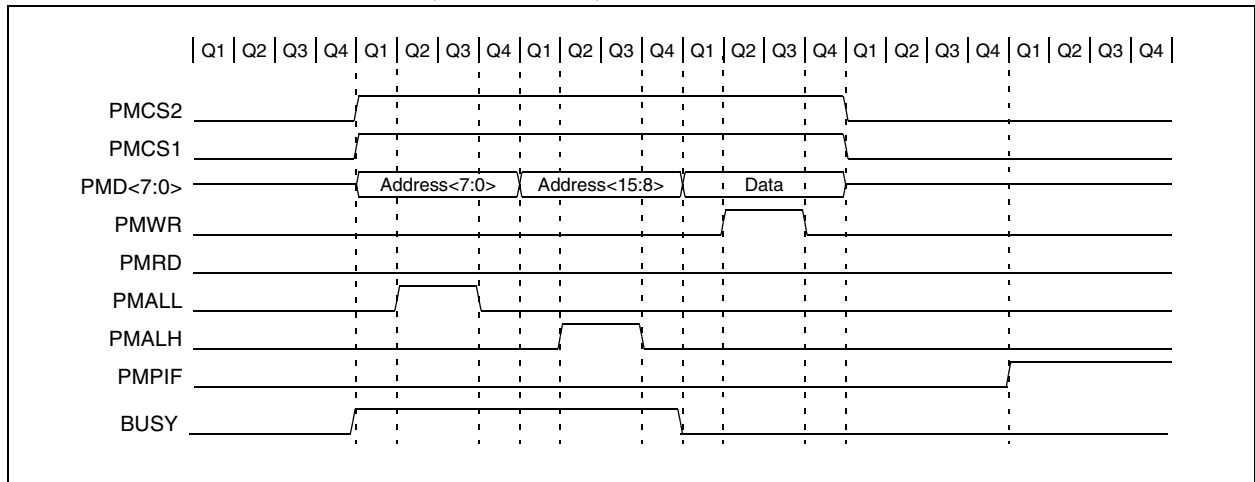 Q1 Q2 Q3 Q4 Q1 Q2 Q3 Q4 Q1 Q2 Q3 Q4 Q1 Q2 Q3 Q4 Q1 Q2 Q3 Q4 Q1 Q2 Q3 Q4
PMCS2
PMCS1
PMD<7:0> Address<7:0> Address<15:8> Data
PMWR
PMRD
PMALL
PMALH
PMPIF
BUSY